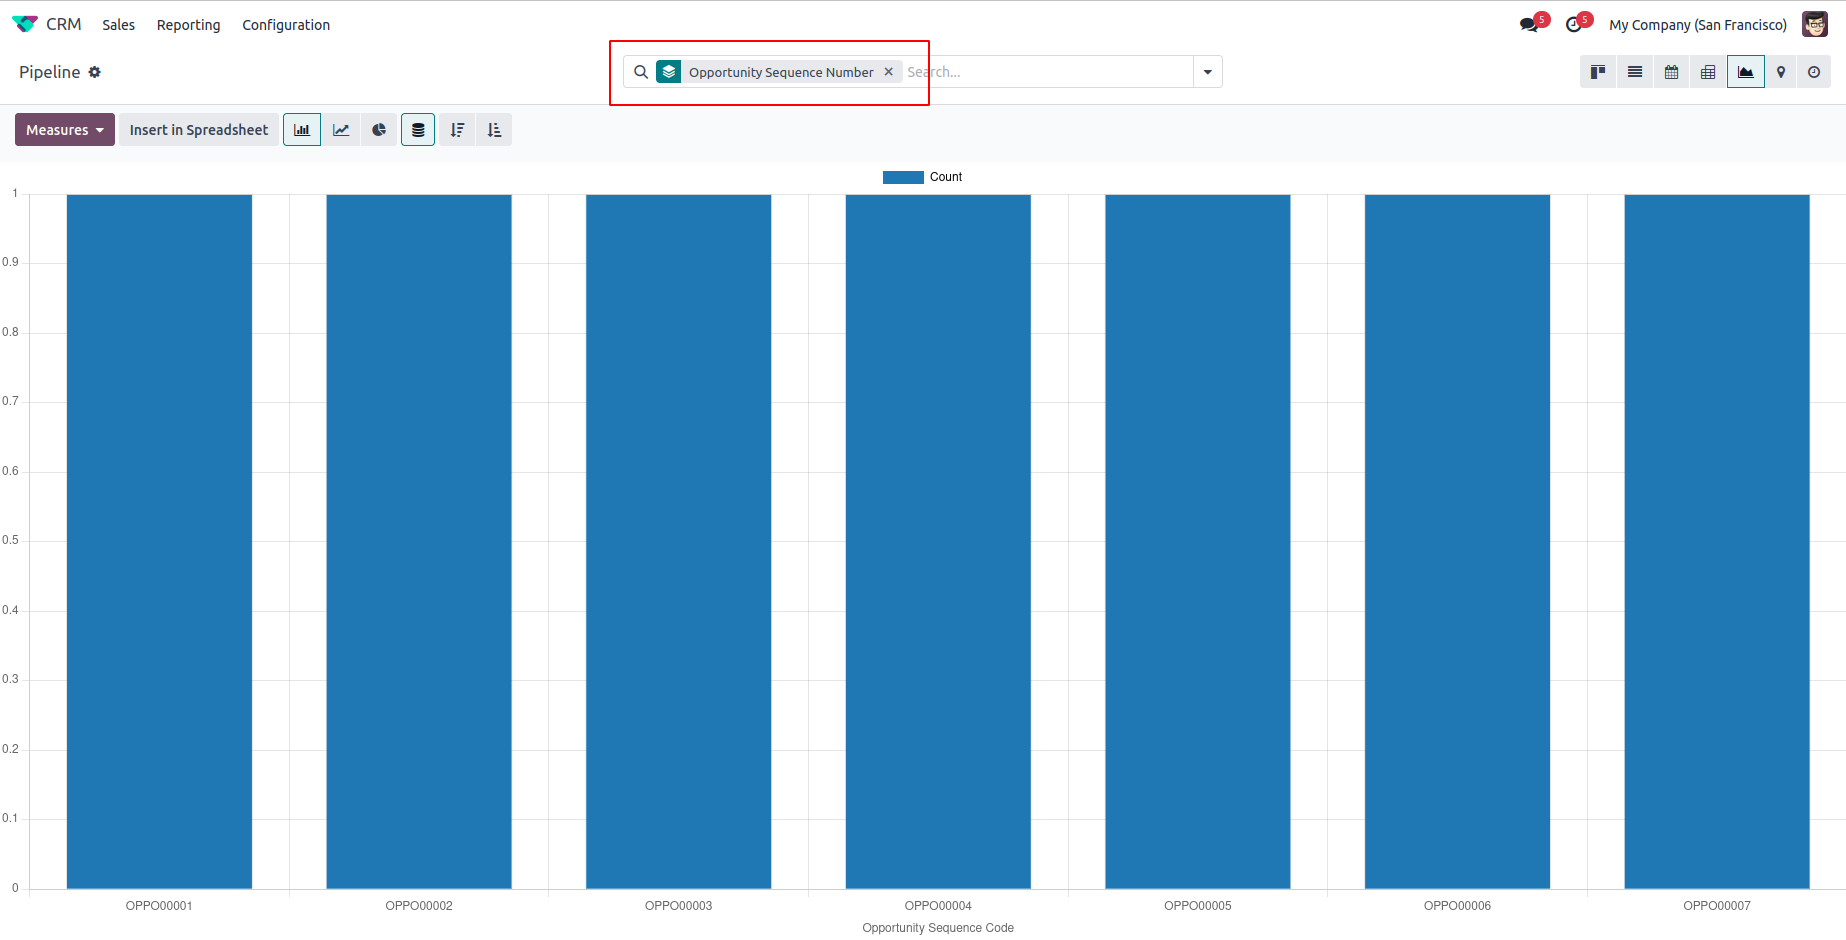 CRM Sales Reporting Configuration 5 5 My Company (San Francisco)
Pipeline Opportunity Sequence Number × Search...
Measures Insert in Spreadsheet
Count
1
0.9
0.8
0.7
0.6
0.5
0.4
0.3
0.2
0.1
0
OPPO00001 OPPO00002 OPPO00003 OPPO00004 OPPO00005 OPPO00006 OPPO00007
Opportunity Sequence Code